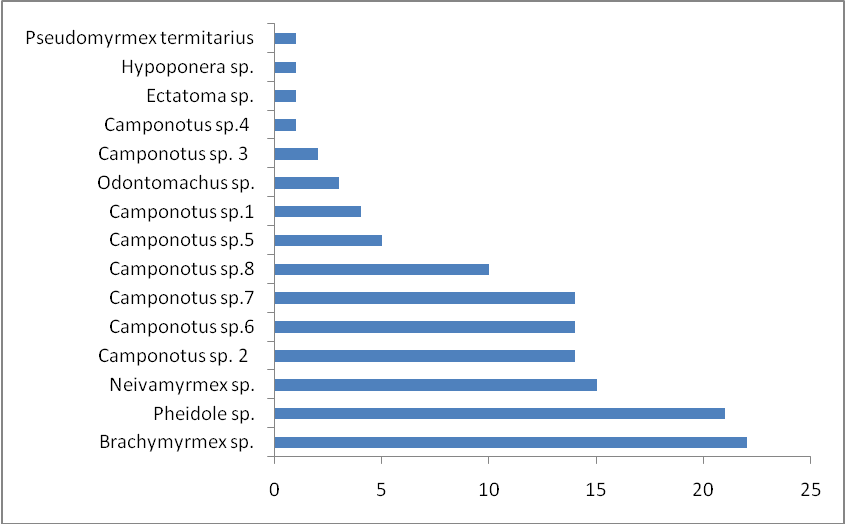 Pseudomyrmex termitarius
Hypoponera sp.
Ectatoma sp.
Camponotus sp.4
Camponotus sp. 3
Odontomachus sp.
Camponotus sp.1
Camponotus sp.5
Camponotus sp.8
Camponotus sp.7
Camponotus sp.6
Camponotus sp. 2
Neivamyrmex sp.
Pheidole sp.
Brachymyrmex sp.
0 5 10 15 20 25